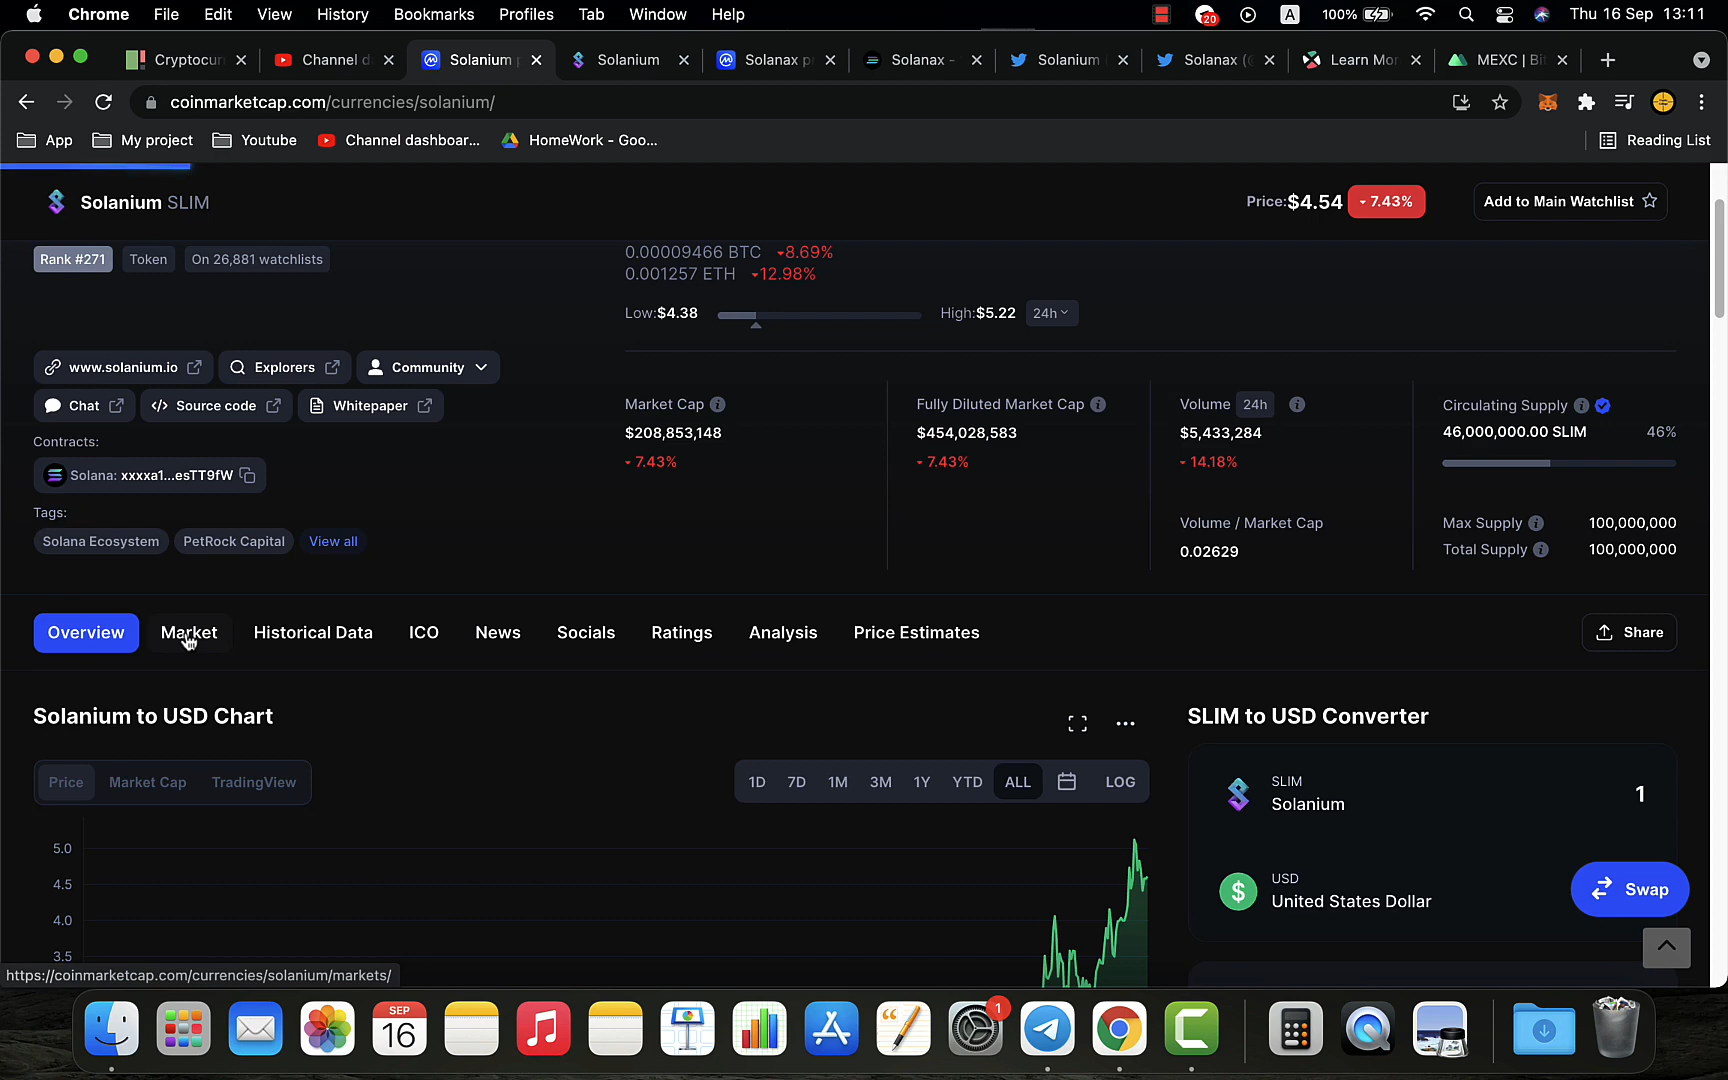 Chrome File Edit View History Bookmarks Profiles Tab Window Help 20 A 100% Thu 16 Sep 13:11
Cryptocur Channel d Solanium p Solanium Solanax pr Solanax - Solanium Solanax ( Learn Mor MEXC | Bit
coinmarketcap.com/currencies/solanium/
App My project Youtube Channel dashboar... HomeWork - Goo... Reading List
Solanium SLIM Price:$4.54 7.43% Add to Main Watchlist
Rank #271 Token On 26,881 watchlists
0.00009466 BTC 8.69%
0.001257 ETH 12.98%
Low:$4.38 High:$5.22 24h
www.solanium.io Explorers Community
Chat Source code Whitepaper
Contracts:
Solana: xxxxa1...esTT9fW
Tags:
Solana Ecosystem PetRock Capital View all
Market Cap
$208,853,148
7.43%
Fully Diluted Market Cap
$454,028,583
7.43%
Volume 24h
$5,433,284
14.18%
Volume / Market Cap
0.02629
Circulating Supply
46,000,000.00 SLIM 46%
Max Supply 100,000,000
Total Supply 100,000,000
Overview Market Historical Data ICO News Socials Ratings Analysis Price Estimates Share
Solanium to USD Chart
Price Market Cap TradingView 1D 7D 1M 3M 1Y YTD ALL LOG
5.0
4.5
4.0
3.5
SLIM to USD Converter
SLIM
Solanium 1
USD
United States Dollar
Swap
https://coinmarketcap.com/currencies/solanium/markets/
SEP
16
1